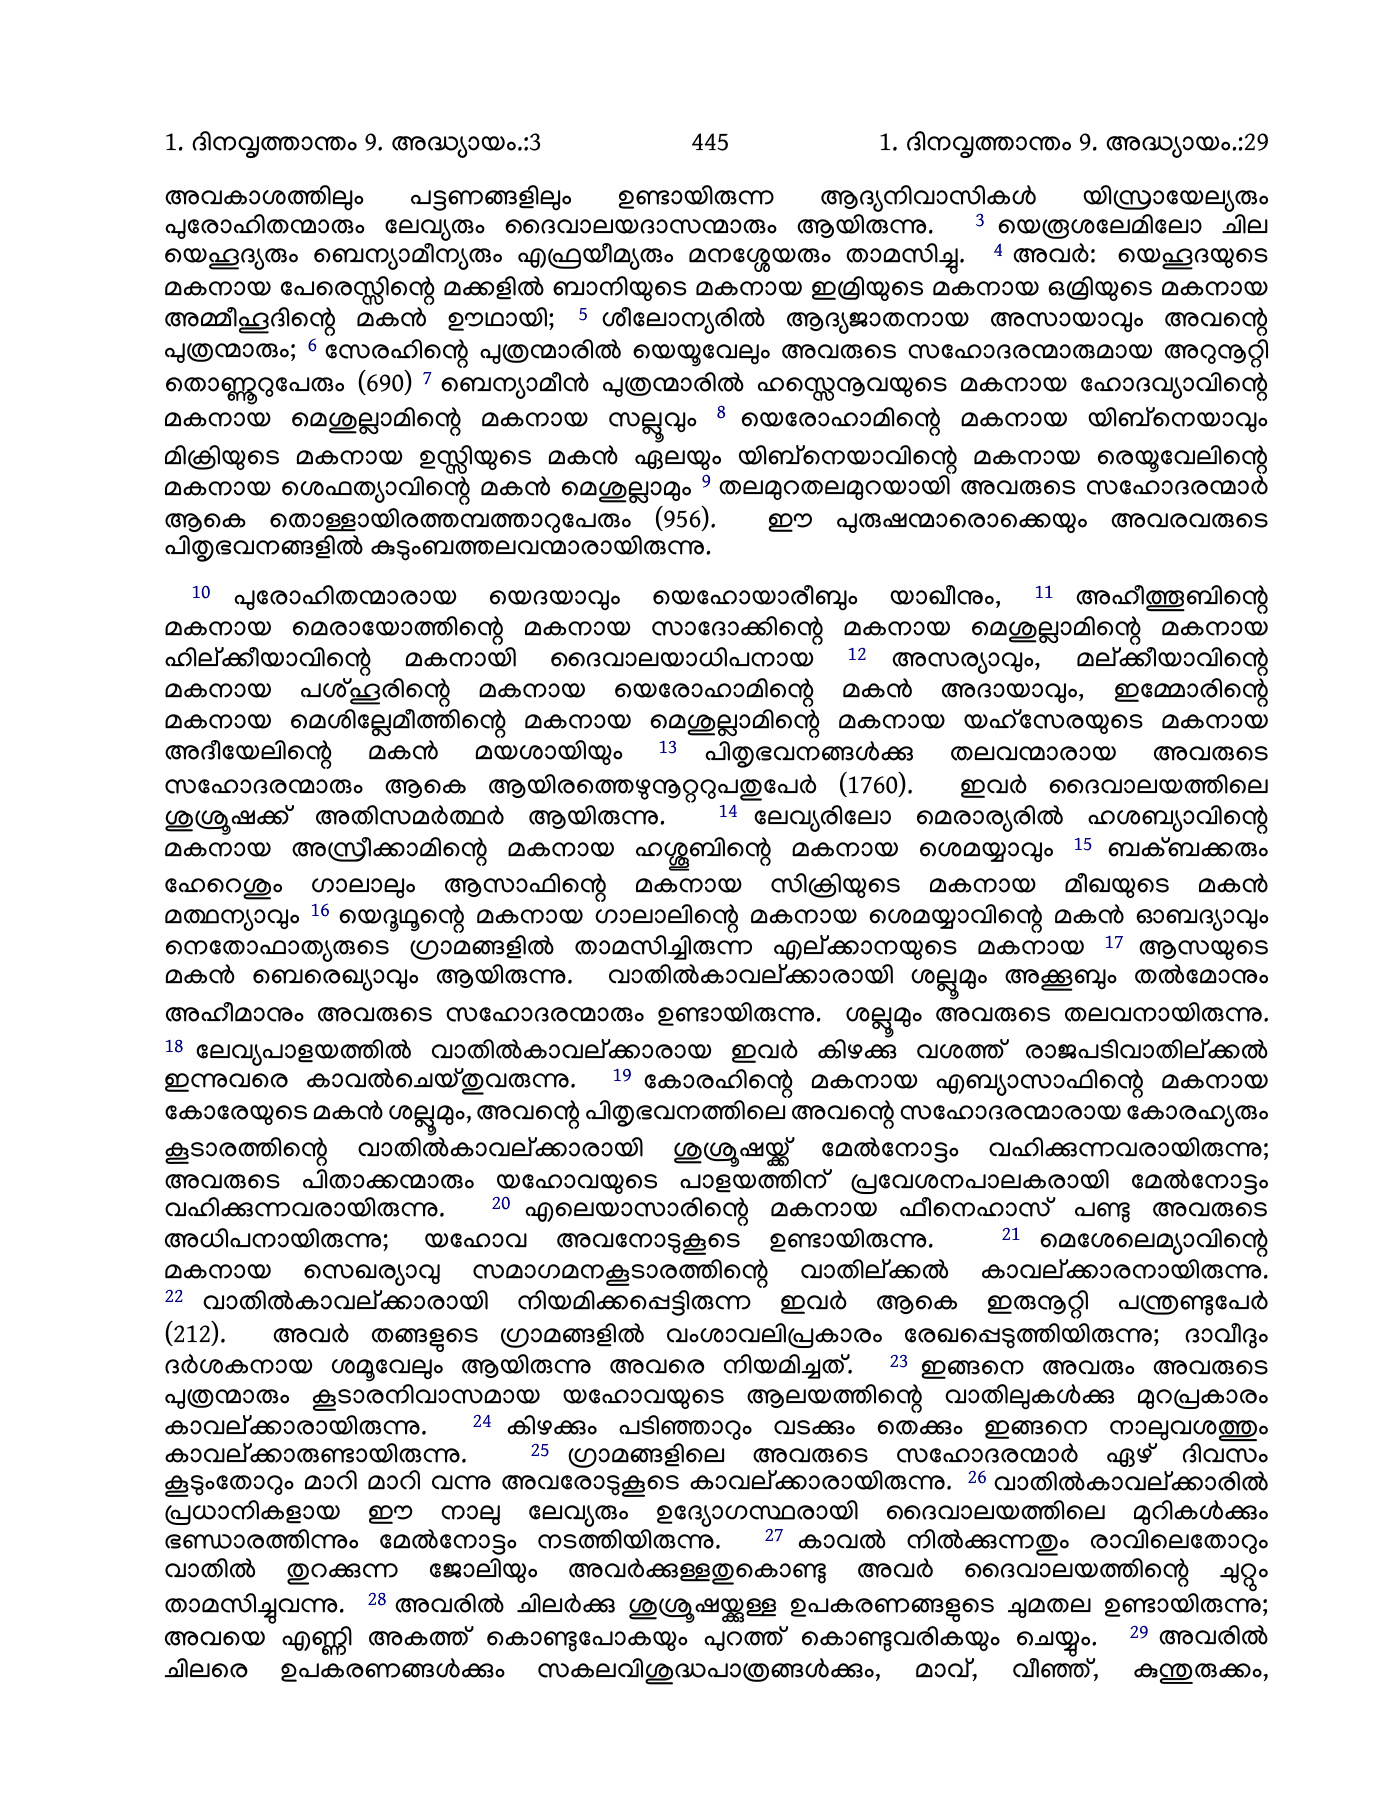 1. ദിനവൃത്താന്തം 9. അദ്ധ്യായം.:3 445 1. ദിനവൃത്താന്തം 9. അദ്ധ്യായം.:29
അവകാശത്തിലും പട്ടണങ്ങളിലും ഉണ്ടായിരുന്ന ആദ്യനിവാസികൾ യിസ്രായേല്യരും
പുരോഹിതന്മാരും ലേവ്യരും ദൈവാലയദാസന്മാരും ആയിരുന്നു. 3 യെരൂശലേമിലോ ചില
യെഹൂദ്യരും ബെന്യാമീന്യരും എഫ്രയീമ്യരും മനശ്ശേയരും താമസിച്ചു. 4 അവർ: യെഹൂദയുടെ
മകനായ പേരെസ്സിന്റെ മക്കളിൽ ബാനിയുടെ മകനായ ഇമ്രിയുടെ മകനായ ഒമ്രിയുടെ മകനായ
അമ്മീഹൂദിന്റെ മകൻ ഊഥായി; 5 ശീലോന്യരിൽ ആദ്യജാതനായ അസായാവും അവന്റെ
പുത്രന്മാരും; 6 സേരഹിന്റെ പുത്രന്മാരിൽ യെയൂവേലും അവരുടെ സഹോദരന്മാരുമായ അറുനൂറ്റി
തൊണ്ണൂറുപേരും (690) 7 ബെന്യാമീൻ പുത്രന്മാരിൽ ഹസ്സെനൂവയുടെ മകനായ ഹോദവ്യാവിന്റെ
മകനായ മെശുല്ലാമിന്റെ മകനായ സല്ലൂവും 8 യെരോഹാമിന്റെ മകനായ യിബ്നെയാവും
മിക്രിയുടെ മകനായ ഉസ്സിയുടെ മകൻ ഏലയും യിബ്നെയാവിന്റെ മകനായ രെയൂവേലിന്റെ
മകനായ ശെഫത്യാവിന്റെ മകൻ മെശുല്ലാമും 9 തലമുറതലമുറയായി അവരുടെ സഹോദരന്മാർ
ആകെ തൊള്ളായിരത്തമ്പത്താറുപേരും (956). ഈ പുരുഷന്മാരൊക്കെയും അവരവരുടെ
പിതൃഭവനങ്ങളിൽ കുടുംബത്തലവന്മാരായിരുന്നു.
10 പുരോഹിതന്മാരായ യെദയാവും യെഹോയാരീബും യാഖീനും, 11 അഹീത്തൂബിന്റെ
മകനായ മെരായോത്തിന്റെ മകനായ സാദോക്കിന്റെ മകനായ മെശുല്ലാമിന്റെ മകനായ
ഹില്ക്കീയാവിന്റെ മകനായി ദൈവാലയാധിപനായ 12 അസര്യാവും, മല്ക്കീയാവിന്റെ
മകനായ പശ്ഹൂരിന്റെ മകനായ യെരോഹാമിന്റെ മകൻ അദായാവും, ഇമ്മോരിന്റെ
മകനായ മെശില്ലേമീത്തിന്റെ മകനായ മെശുല്ലാമിന്റെ മകനായ യഹ്സേരയുടെ മകനായ
അദീയേലിന്റെ മകൻ മയശായിയും 13 പിതൃഭവനങ്ങൾക്കു തലവന്മാരായ അവരുടെ
സഹോദരന്മാരും ആകെ ആയിരത്തെഴുനൂറ്ററുപതുപേർ (1760). ഇവർ ദൈവാലയത്തിലെ
ശുശ്രൂഷക്ക് അതിസമർത്ഥർ ആയിരുന്നു. 14 ലേവ്യരിലോ മെരാര്യരിൽ ഹശബ്യാവിന്റെ
മകനായ അസ്രീക്കാമിന്റെ മകനായ ഹശ്ശൂബിന്റെ മകനായ ശെമയ്യാവും 15 ബക്ബക്കരും
ഹേറെശും ഗാലാലും ആസാഫിന്റെ മകനായ സിക്രിയുടെ മകനായ മീഖയുടെ മകൻ
മത്ഥന്യാവും 16 യെദൂഥൂന്റെ മകനായ ഗാലാലിന്റെ മകനായ ശെമയ്യാവിന്റെ മകൻ ഓബദ്യാവും
നെതോഫാത്യരുടെ ഗ്രാമങ്ങളിൽ താമസിച്ചിരുന്ന എല്ക്കാനയുടെ മകനായ 17 ആസയുടെ
മകൻ ബെരെഖ്യാവും ആയിരുന്നു. വാതിൽകാവല്ക്കാരായി ശല്ലൂമും അക്കൂബും തൽമോനും
അഹീമാനും അവരുടെ സഹോദരന്മാരും ഉണ്ടായിരുന്നു. ശല്ലൂമും അവരുടെ തലവനായിരുന്നു.
18 ലേവ്യപാളയത്തിൽ വാതിൽകാവല്ക്കാരായ ഇവർ കിഴക്കു വശത്ത് രാജപടിവാതില്ക്കൽ
ഇന്നുവരെ കാവൽചെയ്തുവരുന്നു. 19 കോരഹിന്റെ മകനായ എബ്യാസാഫിന്റെ മകനായ
കോരേയുടെ മകൻ ശല്ലൂമും, അവന്റെ പിതൃഭവനത്തിലെ അവന്റെ സഹോദരന്മാരായ കോരഹ്യരും
കൂടാരത്തിന്റെ വാതിൽകാവല്ക്കാരായി ശുശ്രൂഷയ്ക്ക് മേൽനോട്ടം വഹിക്കുന്നവരായിരുന്നു;
അവരുടെ പിതാക്കന്മാരും യഹോവയുടെ പാളയത്തിന് പ്രവേശനപാലകരായി മേൽനോട്ടം
വഹിക്കുന്നവരായിരുന്നു. 20 എലെയാസാരിന്റെ മകനായ ഫീനെഹാസ് പണ്ടു അവരുടെ
അധിപനായിരുന്നു; യഹോവ അവനോടുകൂടെ ഉണ്ടായിരുന്നു. 21 മെശേലെമ്യാവിന്റെ
മകനായ സെഖര്യാവു സമാഗമനകൂടാരത്തിന്റെ വാതില്ക്കൽ കാവല്ക്കാരനായിരുന്നു.
22 വാതിൽകാവല്ക്കാരായി നിയമിക്കപ്പെട്ടിരുന്ന ഇവർ ആകെ ഇരുനൂറ്റി പന്ത്രണ്ടുപേർ
(212). അവർ തങ്ങളുടെ ഗ്രാമങ്ങളിൽ വംശാവലിപ്രകാരം രേഖപ്പെടുത്തിയിരുന്നു; ദാവീദും
ദർശകനായ ശമൂവേലും ആയിരുന്നു അവരെ നിയമിച്ചത്. 23 ഇങ്ങനെ അവരും അവരുടെ
പുത്രന്മാരും കൂടാരനിവാസമായ യഹോവയുടെ ആലയത്തിന്റെ വാതിലുകൾക്കു മുറപ്രകാരം
കാവല്ക്കാരായിരുന്നു. 24 കിഴക്കും പടിഞ്ഞാറും വടക്കും തെക്കും ഇങ്ങനെ നാലുവശത്തും
കാവല്ക്കാരുണ്ടായിരുന്നു. 25 ഗ്രാമങ്ങളിലെ അവരുടെ സഹോദരന്മാർ ഏഴ് ദിവസം
കൂടുംതോറും മാറി മാറി വന്നു അവരോടുകൂടെ കാവല്ക്കാരായിരുന്നു. 26 വാതിൽകാവല്ക്കാരിൽ
പ്രധാനികളായ ഈ നാലു ലേവ്യരും ഉദ്യോഗസ്ഥരായി ദൈവാലയത്തിലെ മുറികൾക്കും
ഭണ്ഡാരത്തിന്നും മേൽനോട്ടം നടത്തിയിരുന്നു. 27 കാവൽ നിൽക്കുന്നതും രാവിലെതോറും
വാതിൽ തുറക്കുന്ന ജോലിയും അവർക്കുള്ളതുകൊണ്ടു അവർ ദൈവാലയത്തിന്റെ ചുറ്റും
താമസിച്ചുവന്നു. 28 അവരിൽ ചിലർക്കു ശുശ്രൂഷയ്ക്കുള്ള ഉപകരണങ്ങളുടെ ചുമതല ഉണ്ടായിരുന്നു;
അവയെ എണ്ണി അകത്ത് കൊണ്ടുപോകയും പുറത്ത് കൊണ്ടുവരികയും ചെയ്യും. 29 അവരിൽ
ചിലരെ ഉപകരണങ്ങൾക്കും സകലവിശുദ്ധപാത്രങ്ങൾക്കും, മാവ്, വീഞ്ഞ്, കുന്തുരുക്കം,